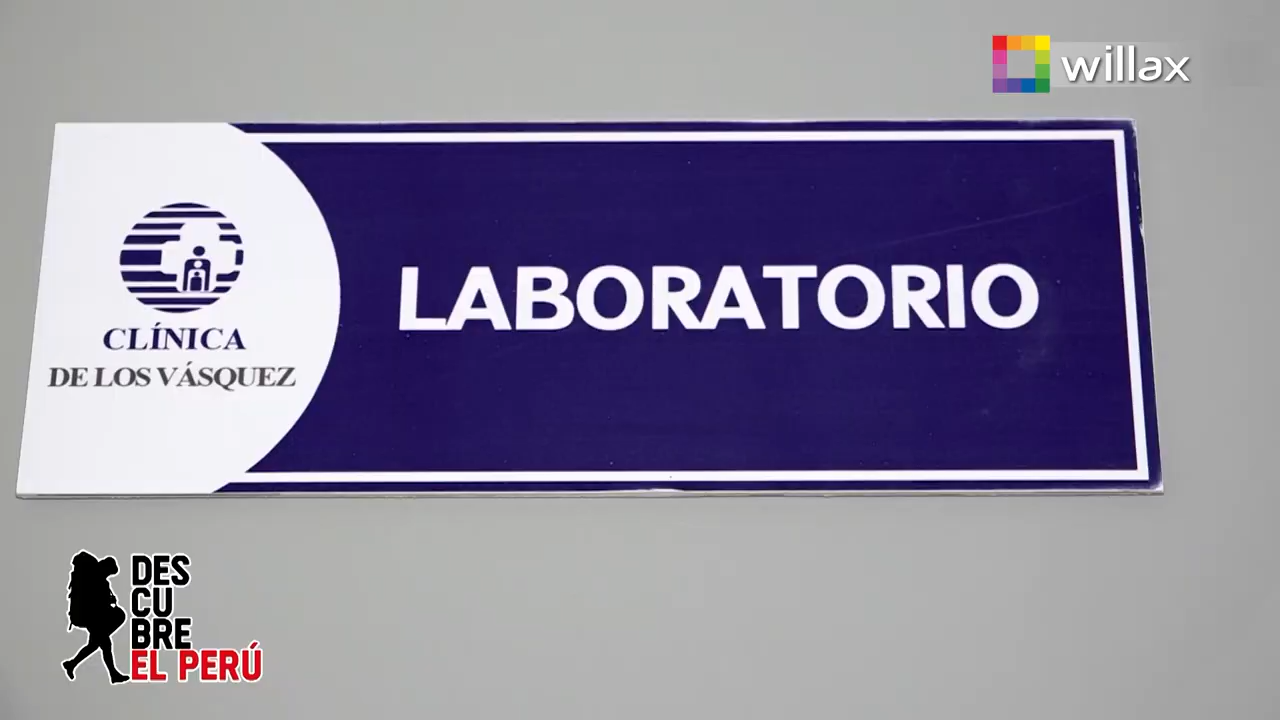 willax
LABORATORIO
CLÍNICA
DE LOS VÁSQUEZ
DES
CU
BRE
EL PERÚ